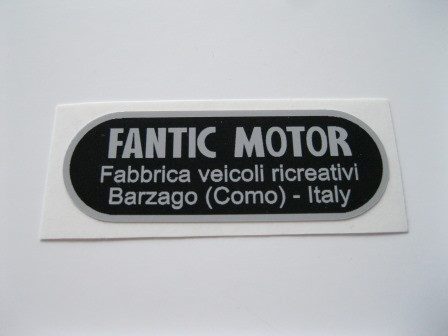 FANTIC MOTOR
Fabbrica veicoli ricreativi
Barzago (Como) - Italy